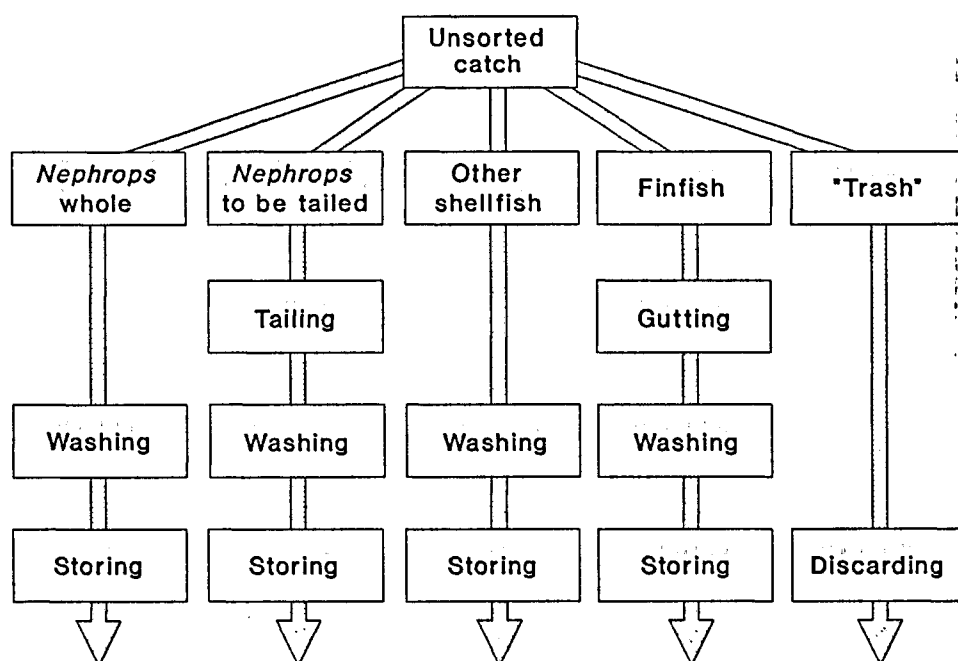 Unsorted
catch
Nephrops
whole
Nephrops
to be tailed
Other
shellfish
Finfish
"Trash"
Tailing
Gutting
Washing
Washing
Washing
Washing
Storing
Storing
Storing
Storing
Discarding